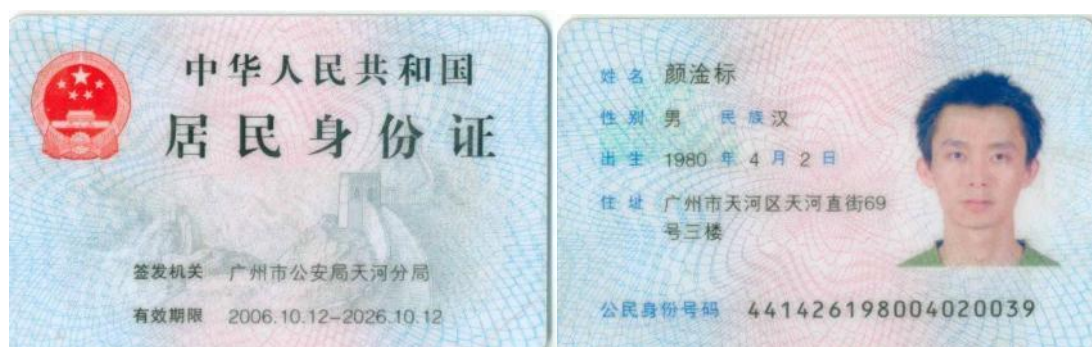 中华人民共和国
居民身份证
签发机关 广州市公安局天河分局
有效期限 2006.10.12-2026.10.12
姓名 颜淦标
性别 男 民族 汉
出生 1980 年 4 月 2 日
住址 广州市天河区天河直街69
号三楼
公民身份号码 441426198004020039